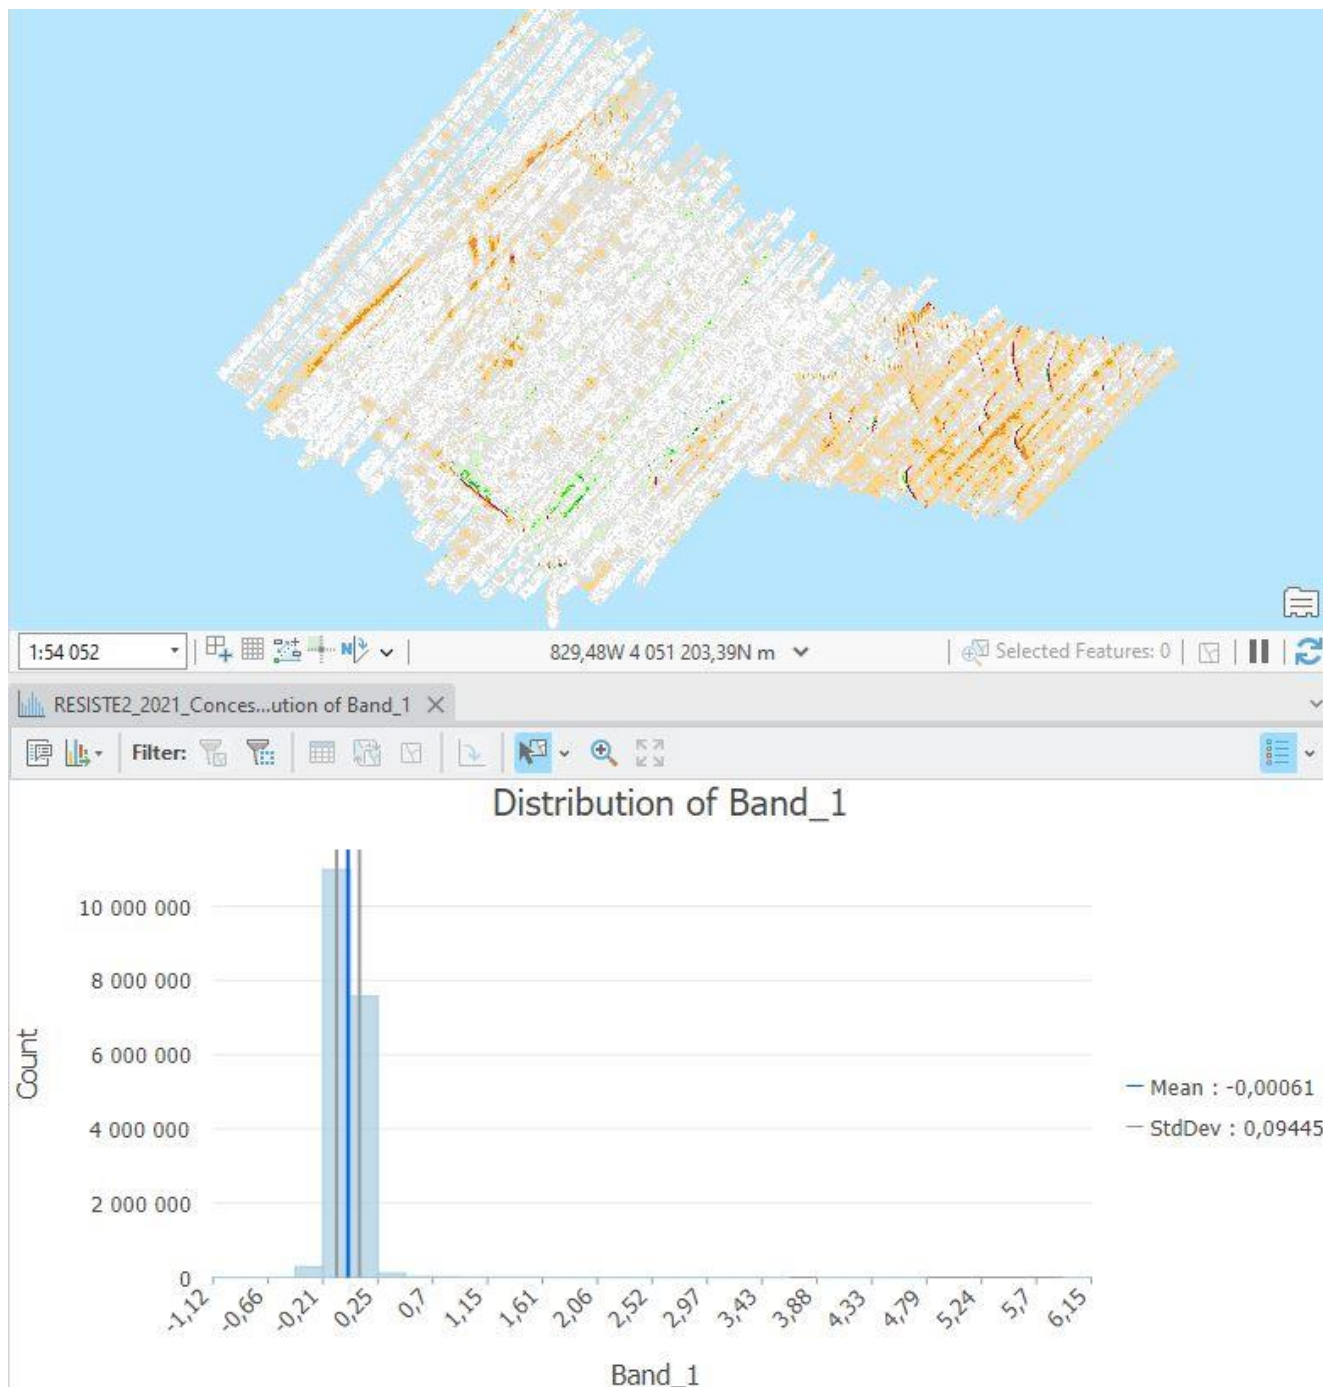 1:54 052
829,48W 4 051 203,39N m
Selected Features: 0
RESISTE2_2021_Conces...ution of Band_1
Filter:
Distribution of Band_1
10 000 000
8 000 000
6 000 000
4 000 000
2 000 000
0
Count
-1,12 -0,66 -0,21 0,25 0,7 1,15 1,61 2,06 2,52 2,97 3,43 3,88 4,33 4,79 5,24 5,7 6,15
Band_1
Mean : -0,00061
StdDev : 0,09445